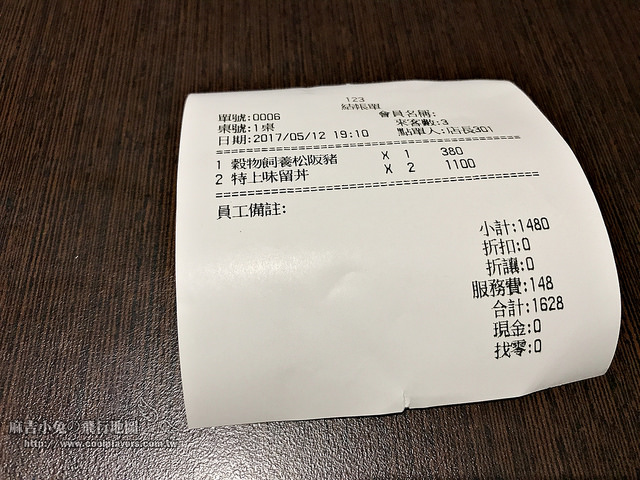 123
結帳單
單號:0006
會員名稱:
桌號:1桌
來客數:3
日期:2017/05/12 19:10
點單人:店長301
1 穀物飼養松阪豬 X 1 380
2 特上味留丼 X 2 1100
員工備註:
小計:1480
折扣:0
折讓:0
服務費:148
合計:1628
現金:0
找零:0
麻吉小兔の飛行地圖
http://www.coolplayers.com.tw